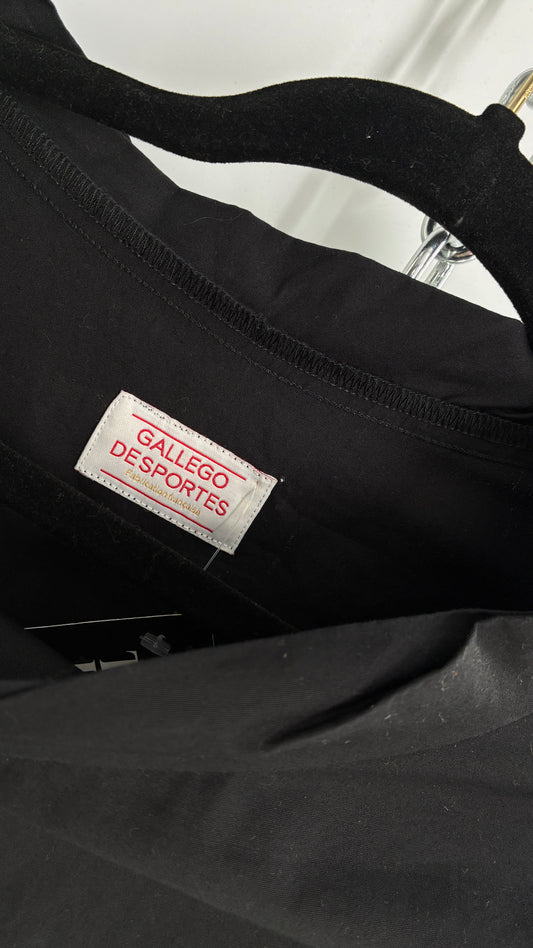 GALLEGO
DESPORTES
Fabrication française